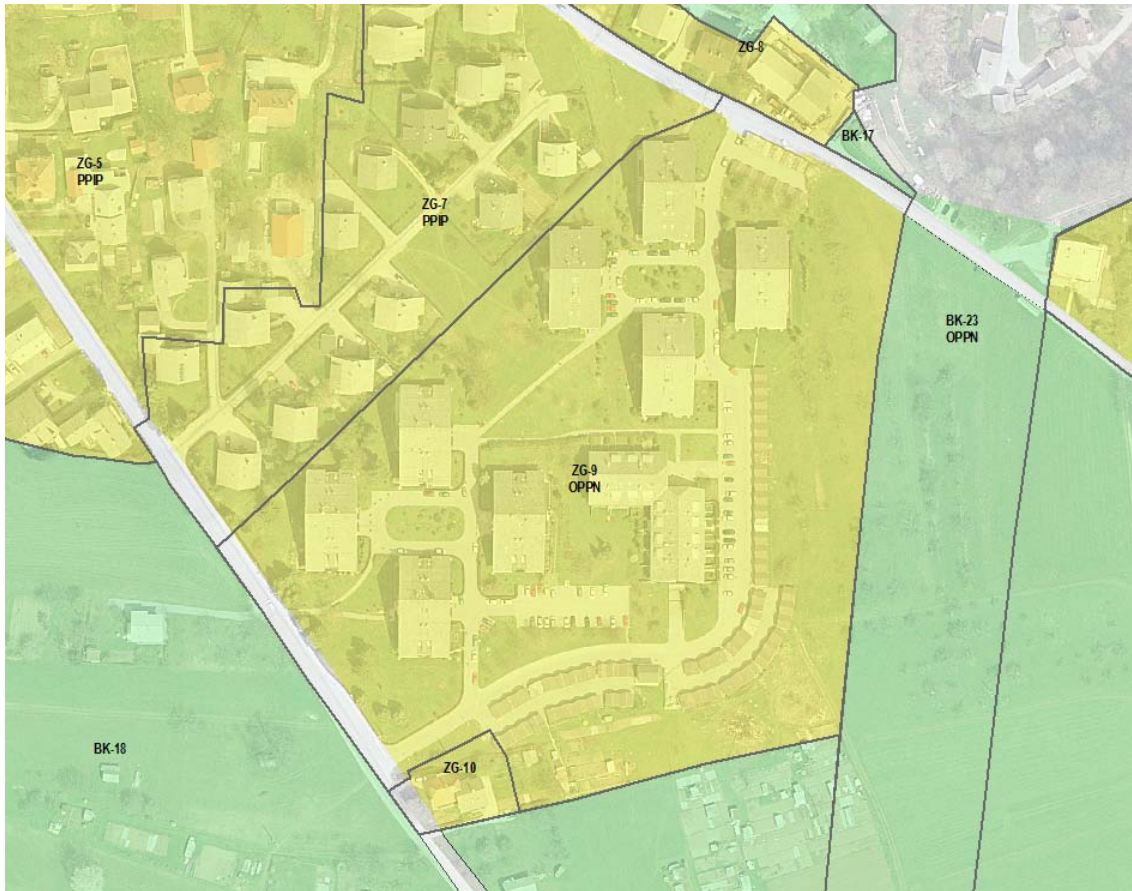 ZG-8
BK-17
ZG-5
PPIP
ZG-7
PPIP
BK-23
OPPN
ZG-9
OPPN
BK-18
ZG-10